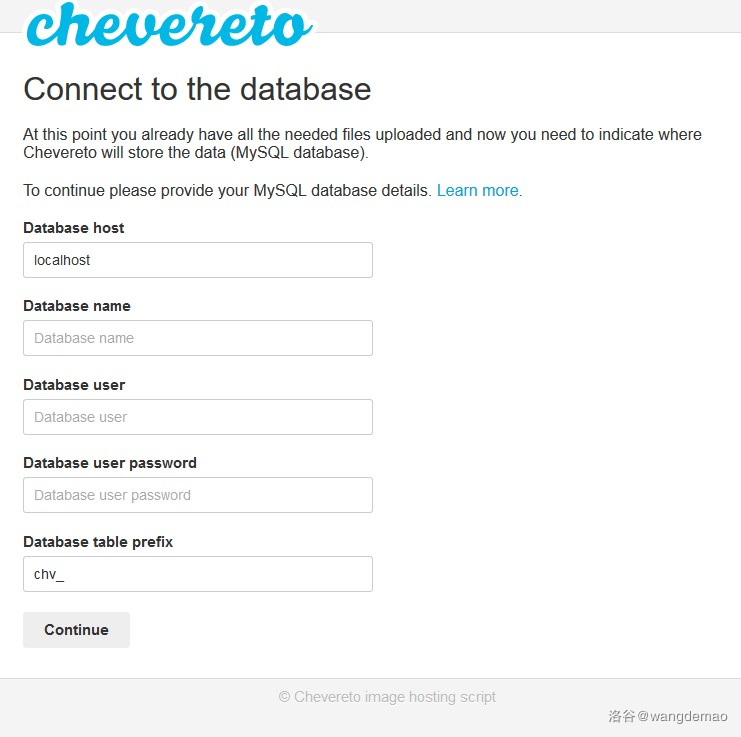 chevereto
Connect to the database
At this point you already have all the needed files uploaded and now you need to indicate where
Chevereto will store the data (MySQL database).
To continue please provide your MySQL database details. Learn more.
Database host
localhost
Database name
Database name
Database user
Database user
Database user password
Database user password
Database table prefix
chv_
Continue
© Chevereto image hosting script
洛谷@wangdemao